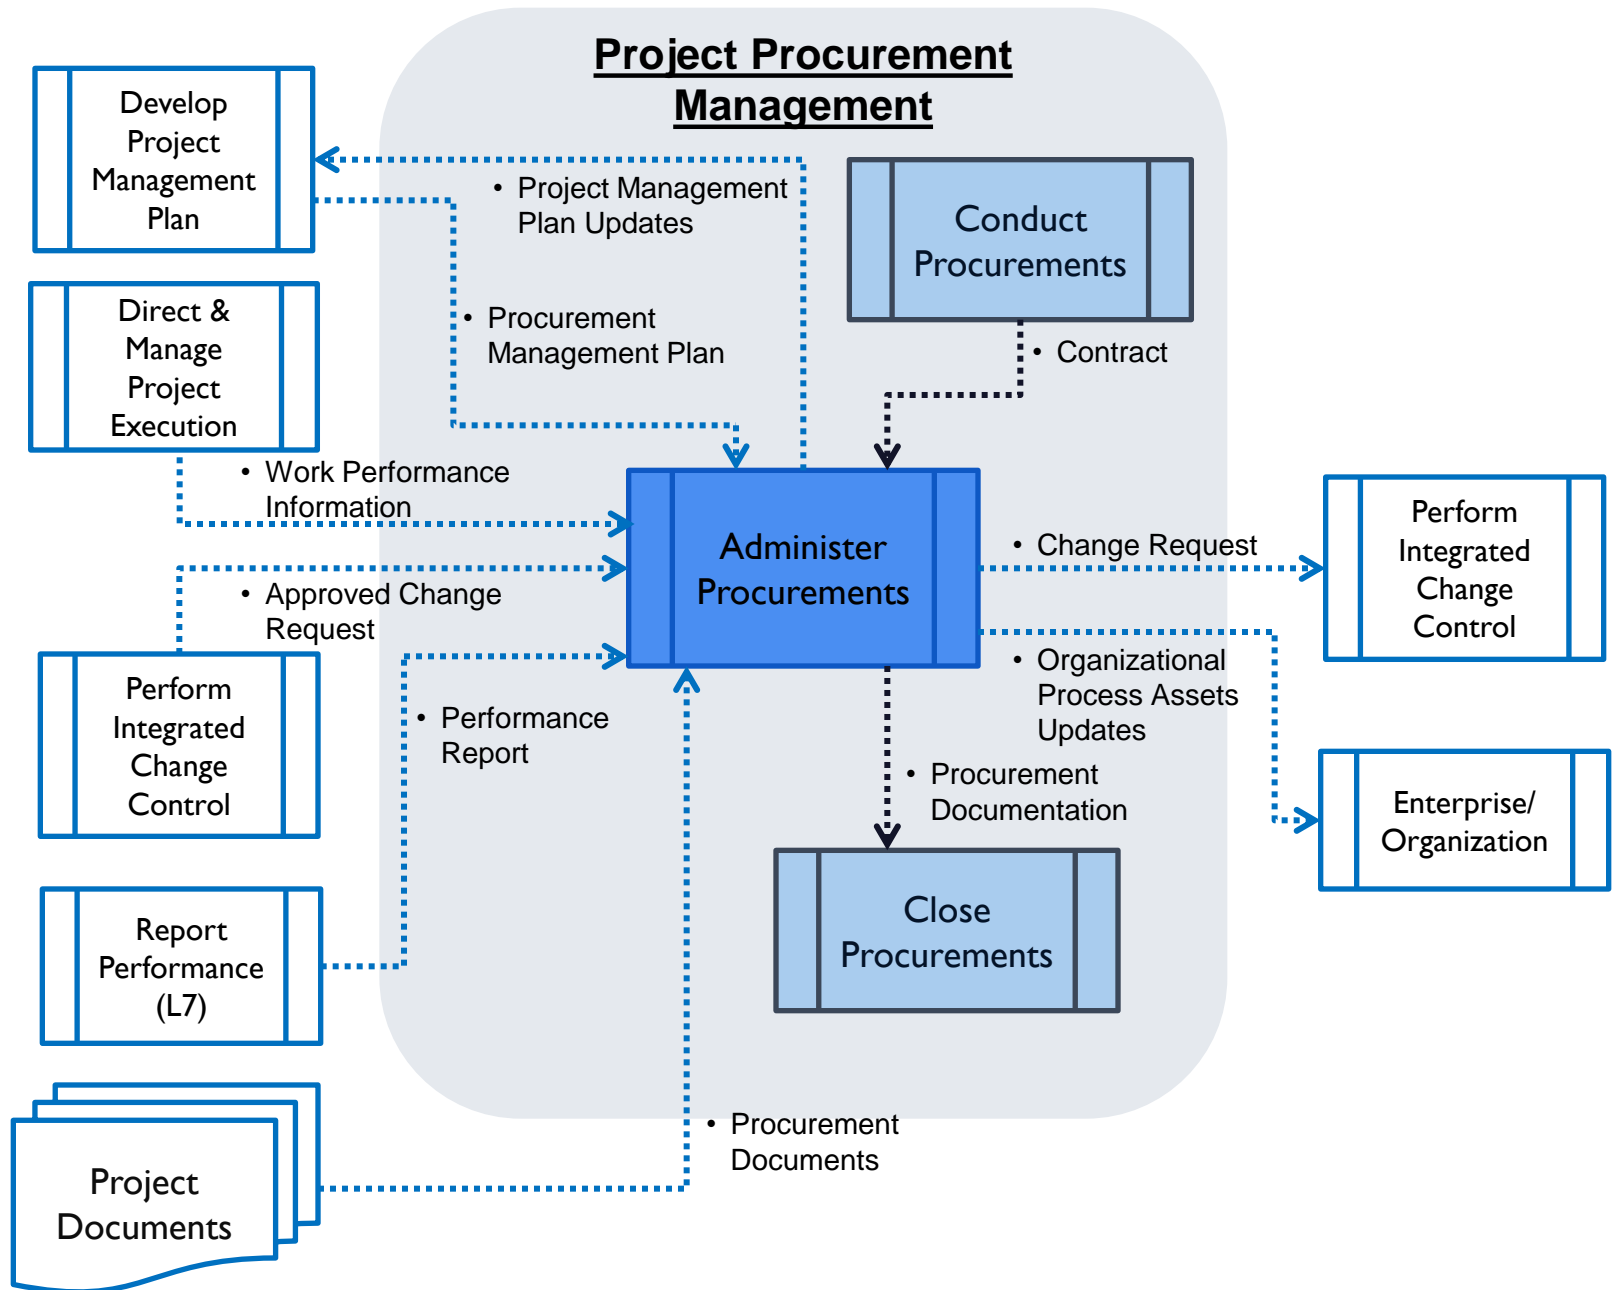 Project Procurement
Management
Develop
Project
Management
Plan
• Project Management
Plan Updates
Conduct
Procurements
Direct &
Manage
Project
Execution
• Procurement
Management Plan
• Contract
• Work Performance
Information
Administer
Procurements
• Change Request
Perform
Integrated
Change
Control
• Approved Change
Request
• Organizational
Process Assets
Updates
Perform
Integrated
Change
Control
• Performance
Report
• Procurement
Documentation
Enterprise/
Organization
Report
Performance
(L7)
Close
Procurements
• Procurement
Documents
Project
Documents